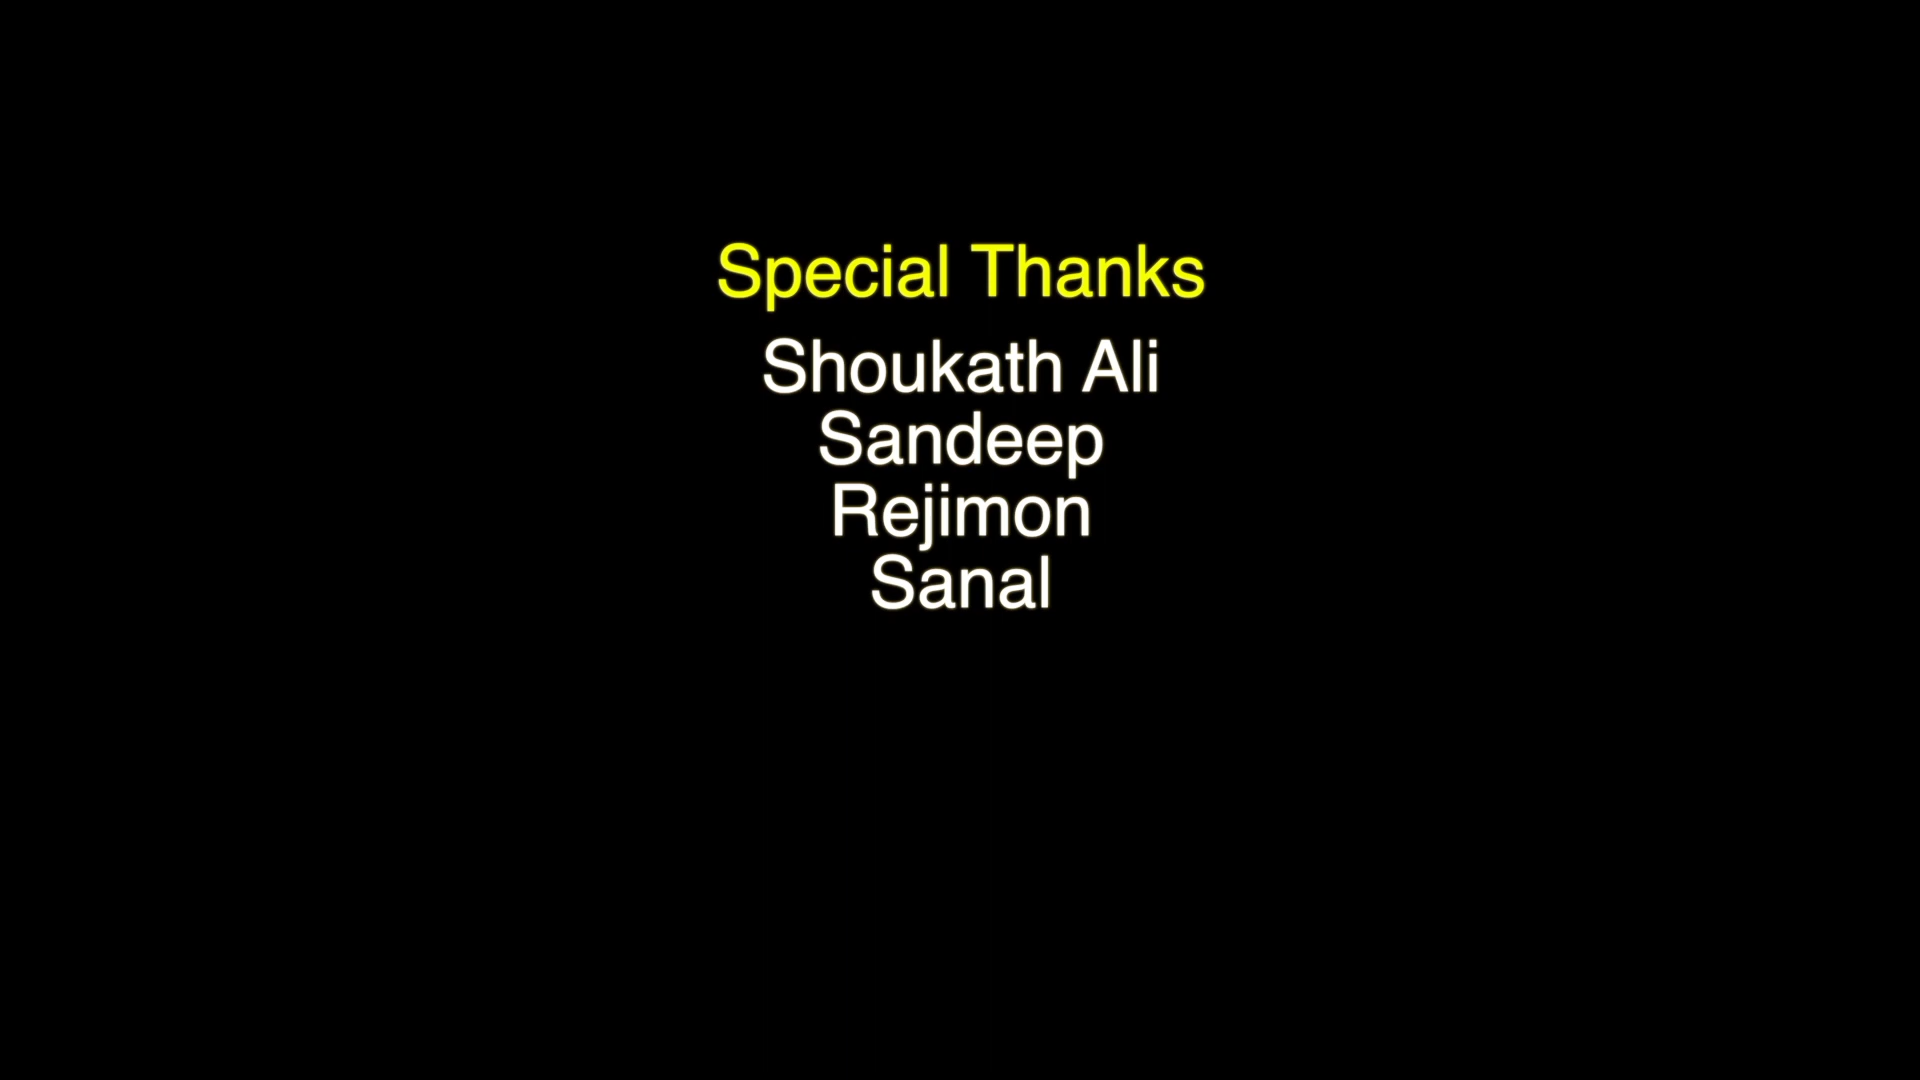 Special Thanks
Shoukath Ali
Sandeep
Rejimon
Sanal